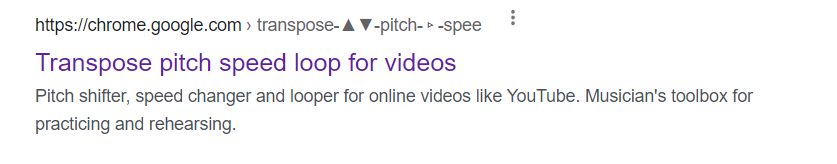 https://chrome.google.com › transpose-▲▼-pitch- ▹ -spee
Transpose pitch speed loop for videos
Pitch shifter, speed changer and looper for online videos like YouTube. Musician's toolbox for
practicing and rehearsing.